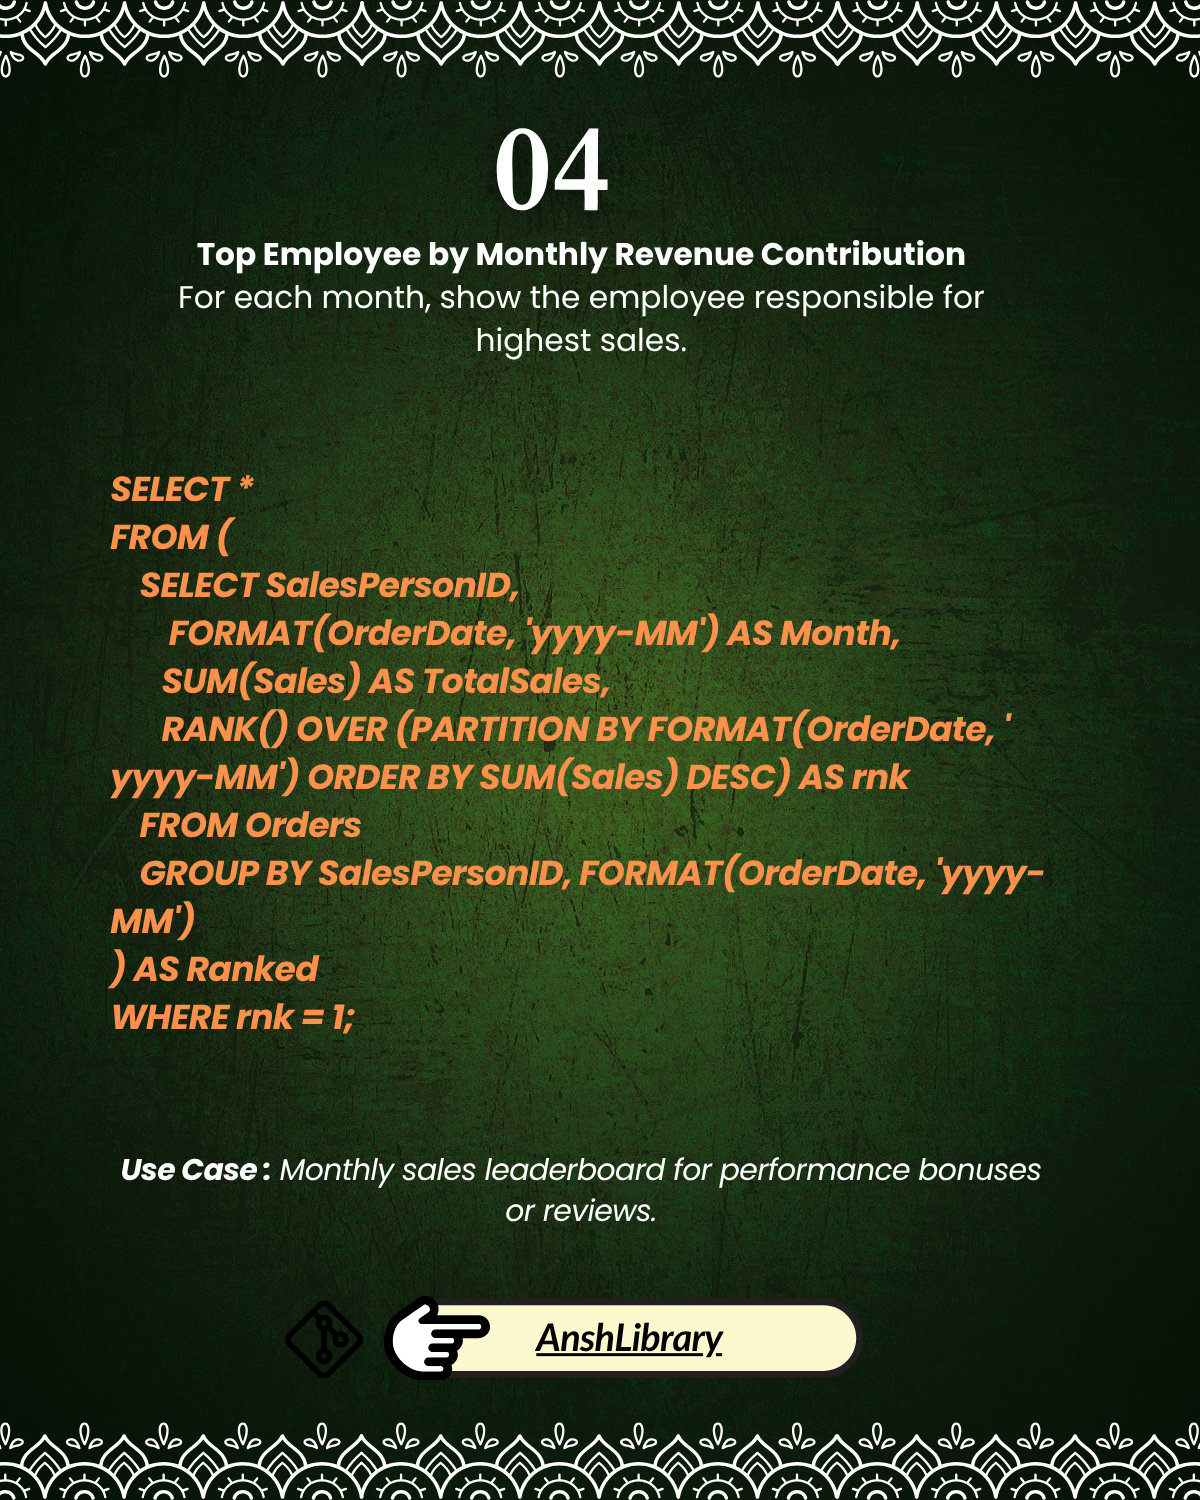 04
Top Employee by Monthly Revenue Contribution
For each month, show the employee responsible for
highest sales.
SELECT *
FROM (
SELECT SalesPersonID,
FORMAT(OrderDate, 'yyyy-MM') AS Month,
SUM(Sales) AS TotalSales,
RANK() OVER (PARTITION BY FORMAT(OrderDate, '
yyyy-MM') ORDER BY SUM(Sales) DESC) AS rnk
FROM Orders
GROUP BY SalesPersonID, FORMAT(OrderDate, 'yyyy-
MM')
) AS Ranked
WHERE rnk = 1;
Use Case : Monthly sales leaderboard for performance bonuses
or reviews.
AnshLibrary